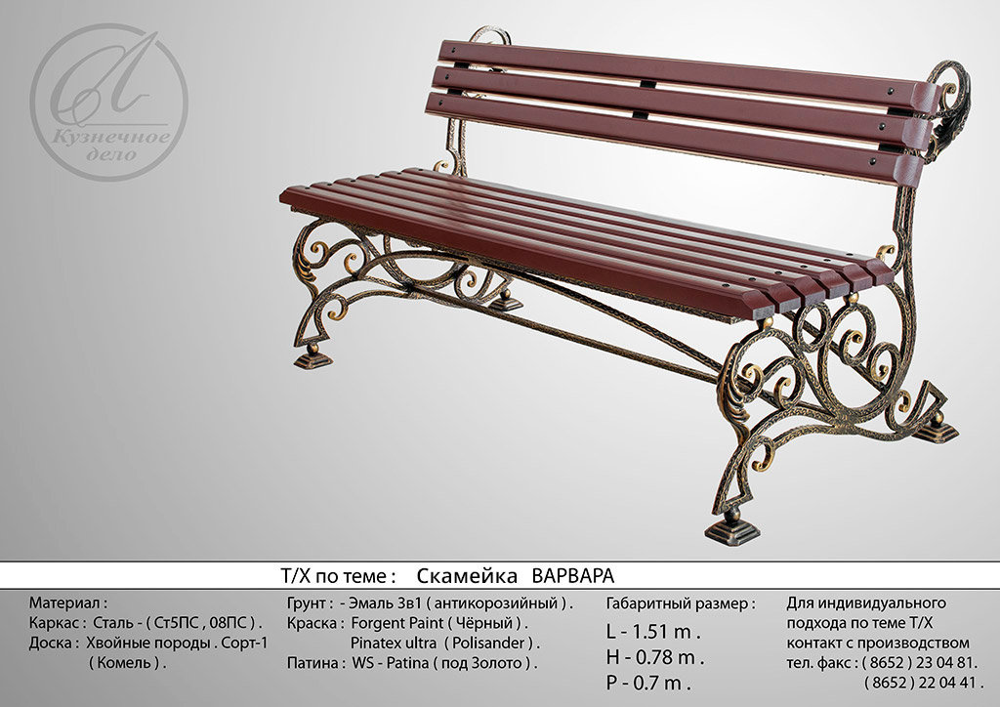 Кузнечное
дело
Т/Х по теме : Скамейка ВАРВАРА
Материал :
Каркас : Сталь - ( Ст5ПС , 08ПС ) .
Доска : Хвойные породы . Сорт-1
( Комель ) .
Грунт : - Эмаль 3в1 ( антикорозийный ) .
Краска : Forgent Paint ( Чёрный ) .
Pinatex ultra ( Polisander ) .
Патина : WS - Patina ( под Золото ) .
Габаритный размер :
L - 1.51 m .
H - 0.78 m .
P - 0.7 m .
Для индивидуального
подхода по теме Т/Х
контакт с производством
тел. факс : ( 8652 ) 23 04 81.
( 8652 ) 22 04 41 .